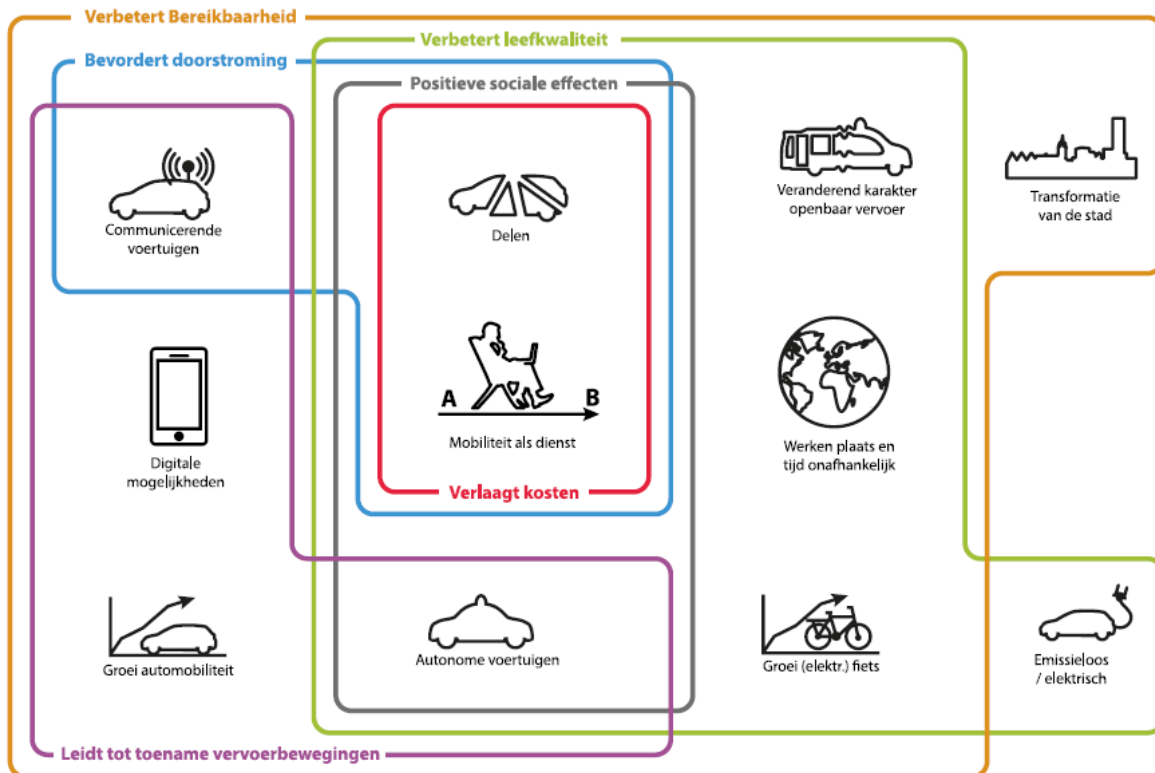 Verbetert Bereikbaarheid
Verbetert leefkwaliteit
Bevordert doorstroming
Positieve sociale effecten
Communicerende
voertuigen
Delen
Veranderend karakter
openbaar vervoer
Transformatie
van de stad
Digitale
mogelijkheden
A
B
Mobiliteit als dienst
Werken plaats en
tijd onafhankelijk
Verlaagt kosten
Groei automobiliteit
Autonome voertuigen
Groei (elektr.) fiets
Emissieloos
/ elektrisch
Leidt tot toename vervoerbewegingen